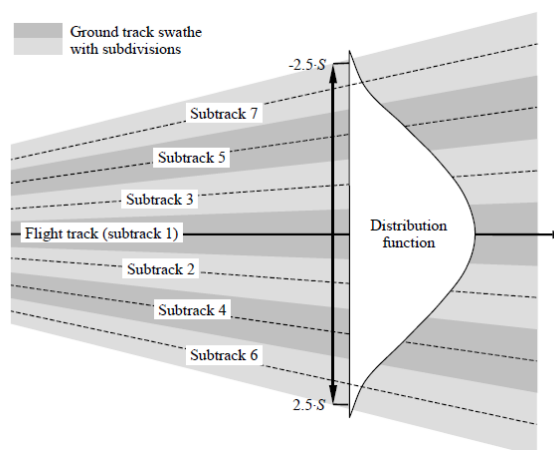 Ground track swathe
with subdivisions
-2.5·S
Subtrack 7
Subtrack 5
Subtrack 3
Flight track (subtrack 1)
Distribution
function
Subtrack 2
Subtrack 4
Subtrack 6
2.5·S